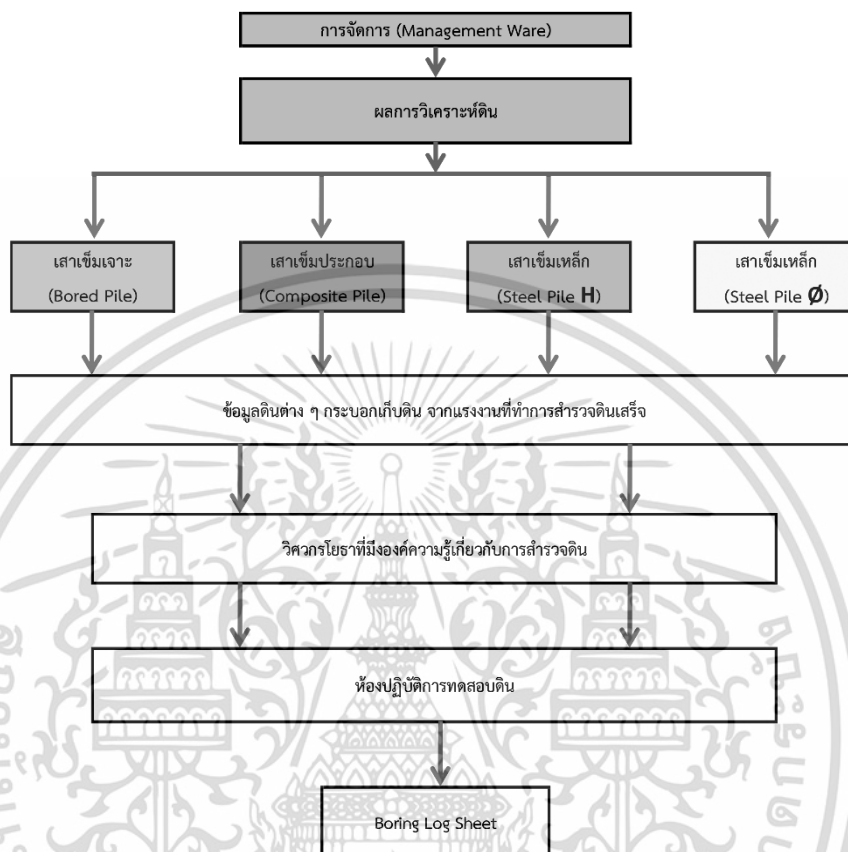 การจัดการ (Management Ware)
ผลการวิเคราะห์ดิน
เสาเข็มเจาะ
(Bored Pile)
เสาเข็มประกอบ
(Composite Pile)
เสาเข็มเหล็ก
(Steel Pile H)
เสาเข็มเหล็ก
(Steel Pile Ø)
ข้อมูลดินต่าง ๆ กระบอกเก็บดิน จากแรงงานที่ทำการสำรวจดินเสร็จ
วิศวกรโยธาที่มีองค์ความรู้เกี่ยวกับการสำรวจดิน
ห้องปฏิบัติการทดสอบดิน
Boring Log Sheet